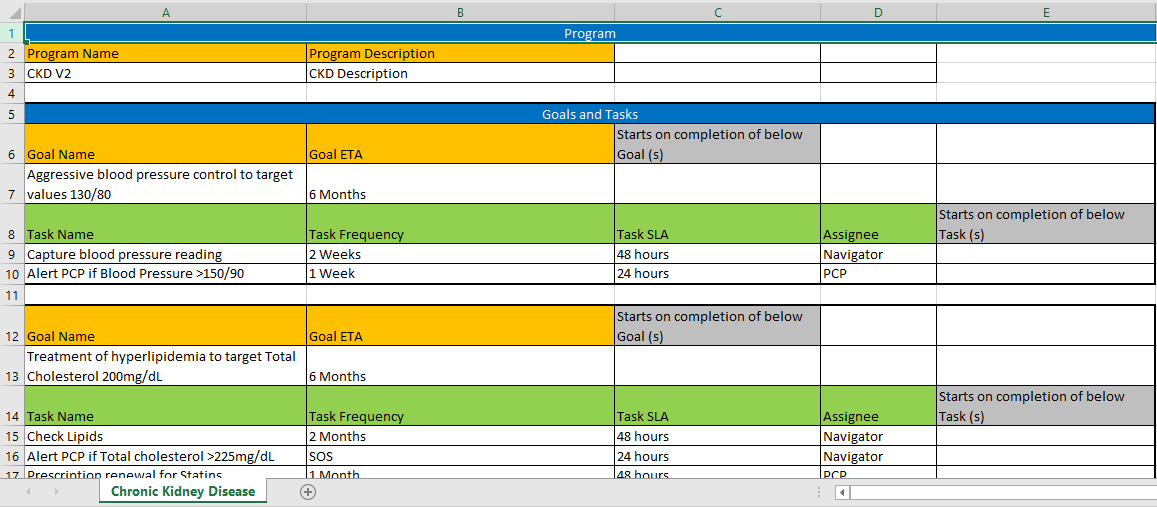 A B C D E
1 Program
2 Program Name Program Description
3 CKD V2 CKD Description
4
5 Goals and Tasks
Starts on completion of below
6 Goal Name Goal ETA Goal (s)
Aggressive blood pressure control to target
7 values 130/80 6 Months
Starts on completion of below
8 Task Name Task Frequency Task SLA Assignee Task (s)
9 Capture blood pressure reading 2 Weeks 48 hours Navigator
10 Alert PCP if Blood Pressure >150/90 1 Week 24 hours PCP
11
Starts on completion of below
12 Goal Name Goal ETA Goal (s)
Treatment of hyperlipidemia to target Total
13 Cholesterol 200mg/dL 6 Months
Starts on completion of below
14 Task Name Task Frequency Task SLA Assignee Task (s)
15 Check Lipids 2 Months 48 hours Navigator
16 Alert PCP if Total cholesterol >225mg/dL SOS 24 hours Navigator
17 Prescription renewal for Statins 1 Month 48 hours PCP
Chronic Kidney Disease